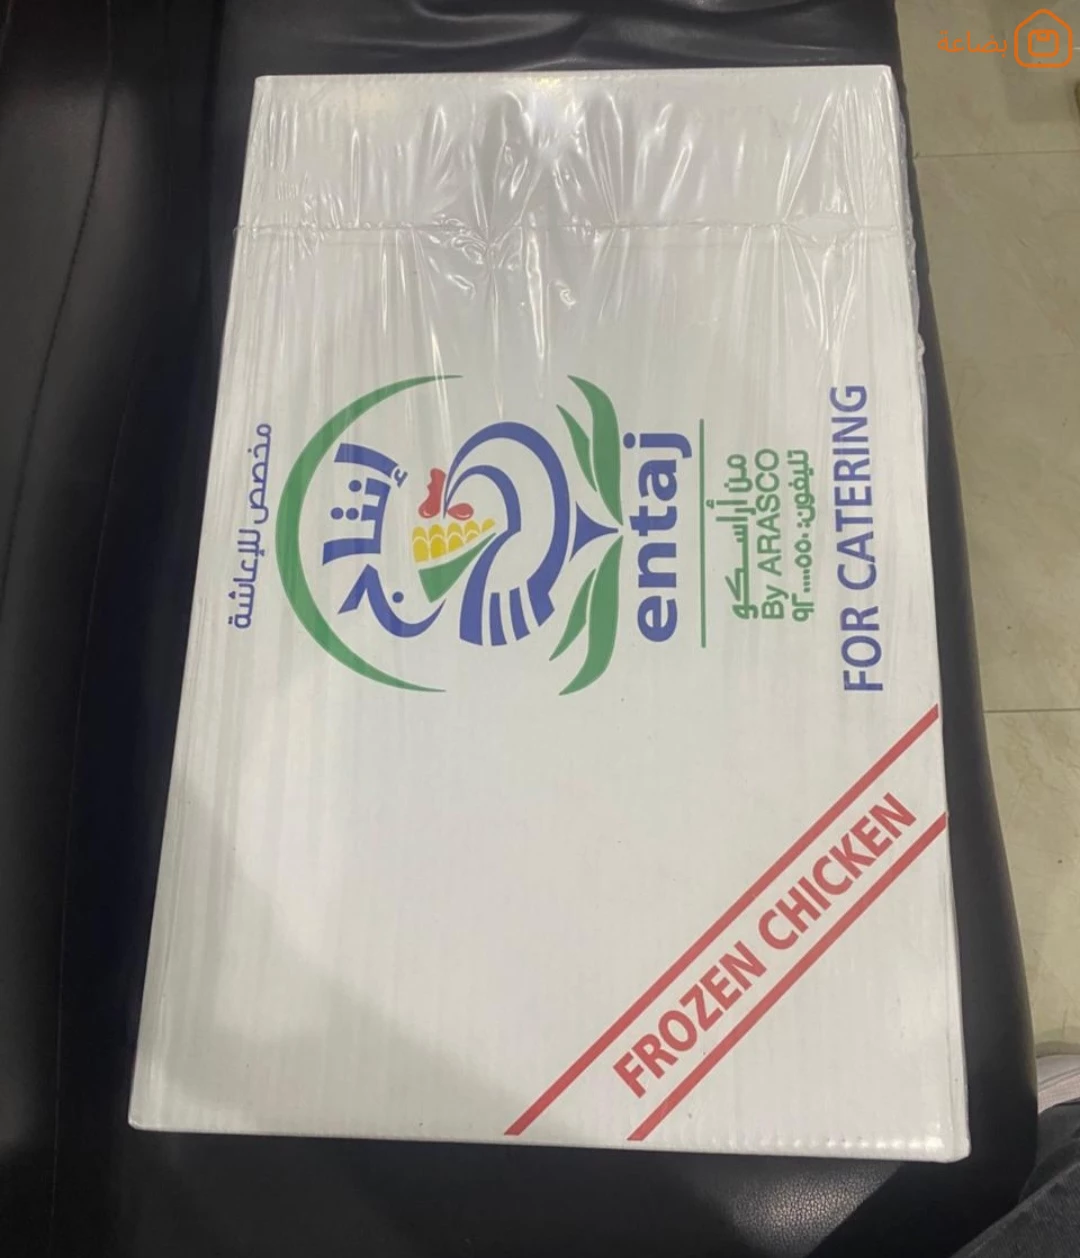 بضاعة
مخصص للإعاشة
إنتاج
entaj
من أراسكو
By ARASCO
تليفون: ٩٢٠٠٠٠٥٥٠
FOR CATERING
FROZEN CHICKEN